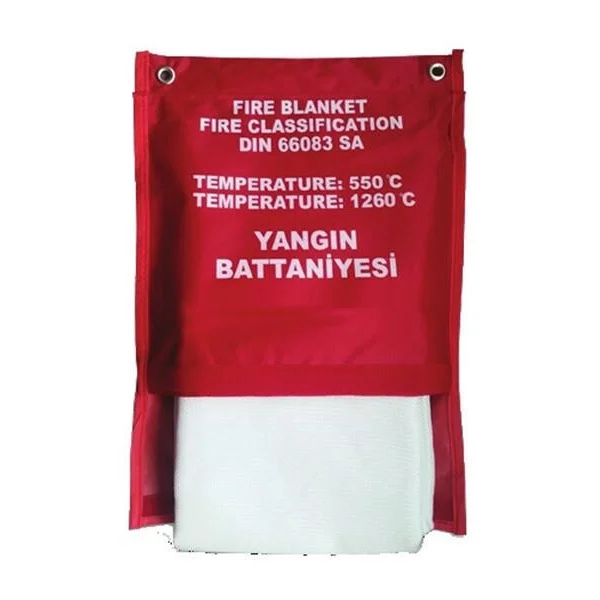 FIRE BLANKET
FIRE CLASSIFICATION
DIN 66083 SA
TEMPERATURE: 550°C
TEMPERATURE: 1260°C
YANGIN
BATTANİYESİ